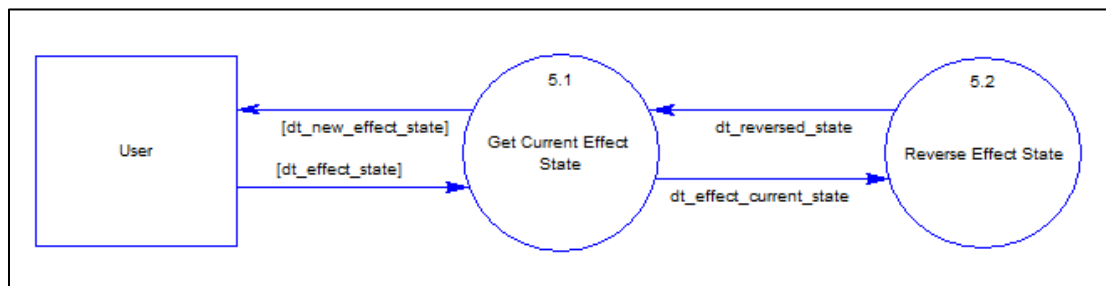 User
[dt_new_effect_state]
[dt_effect_state]
5.1
Get Current Effect
State
dt_reversed_state
dt_effect_current_state
5.2
Reverse Effect State